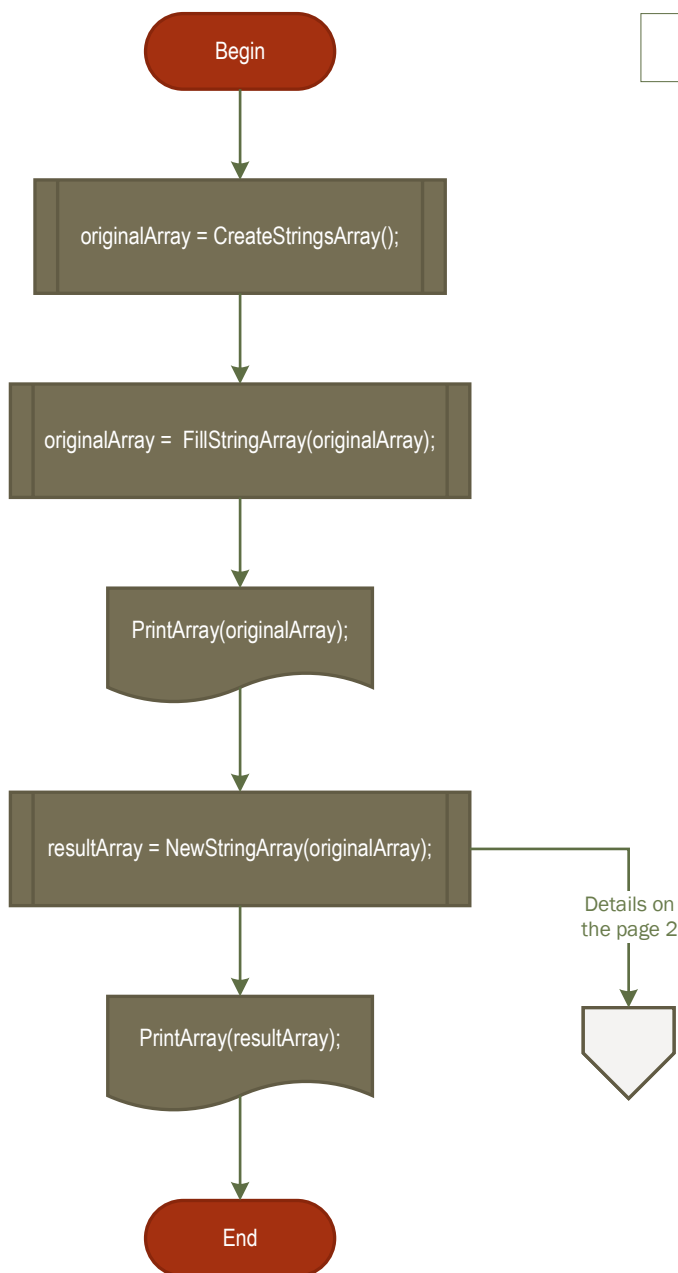 Begin
originalArray = CreateStringsArray();
originalArray =  FillStringArray(originalArray);
PrintArray(originalArray);
resultArray = NewStringArray(originalArray);
Details on
the page 2
PrintArray(resultArray);
End